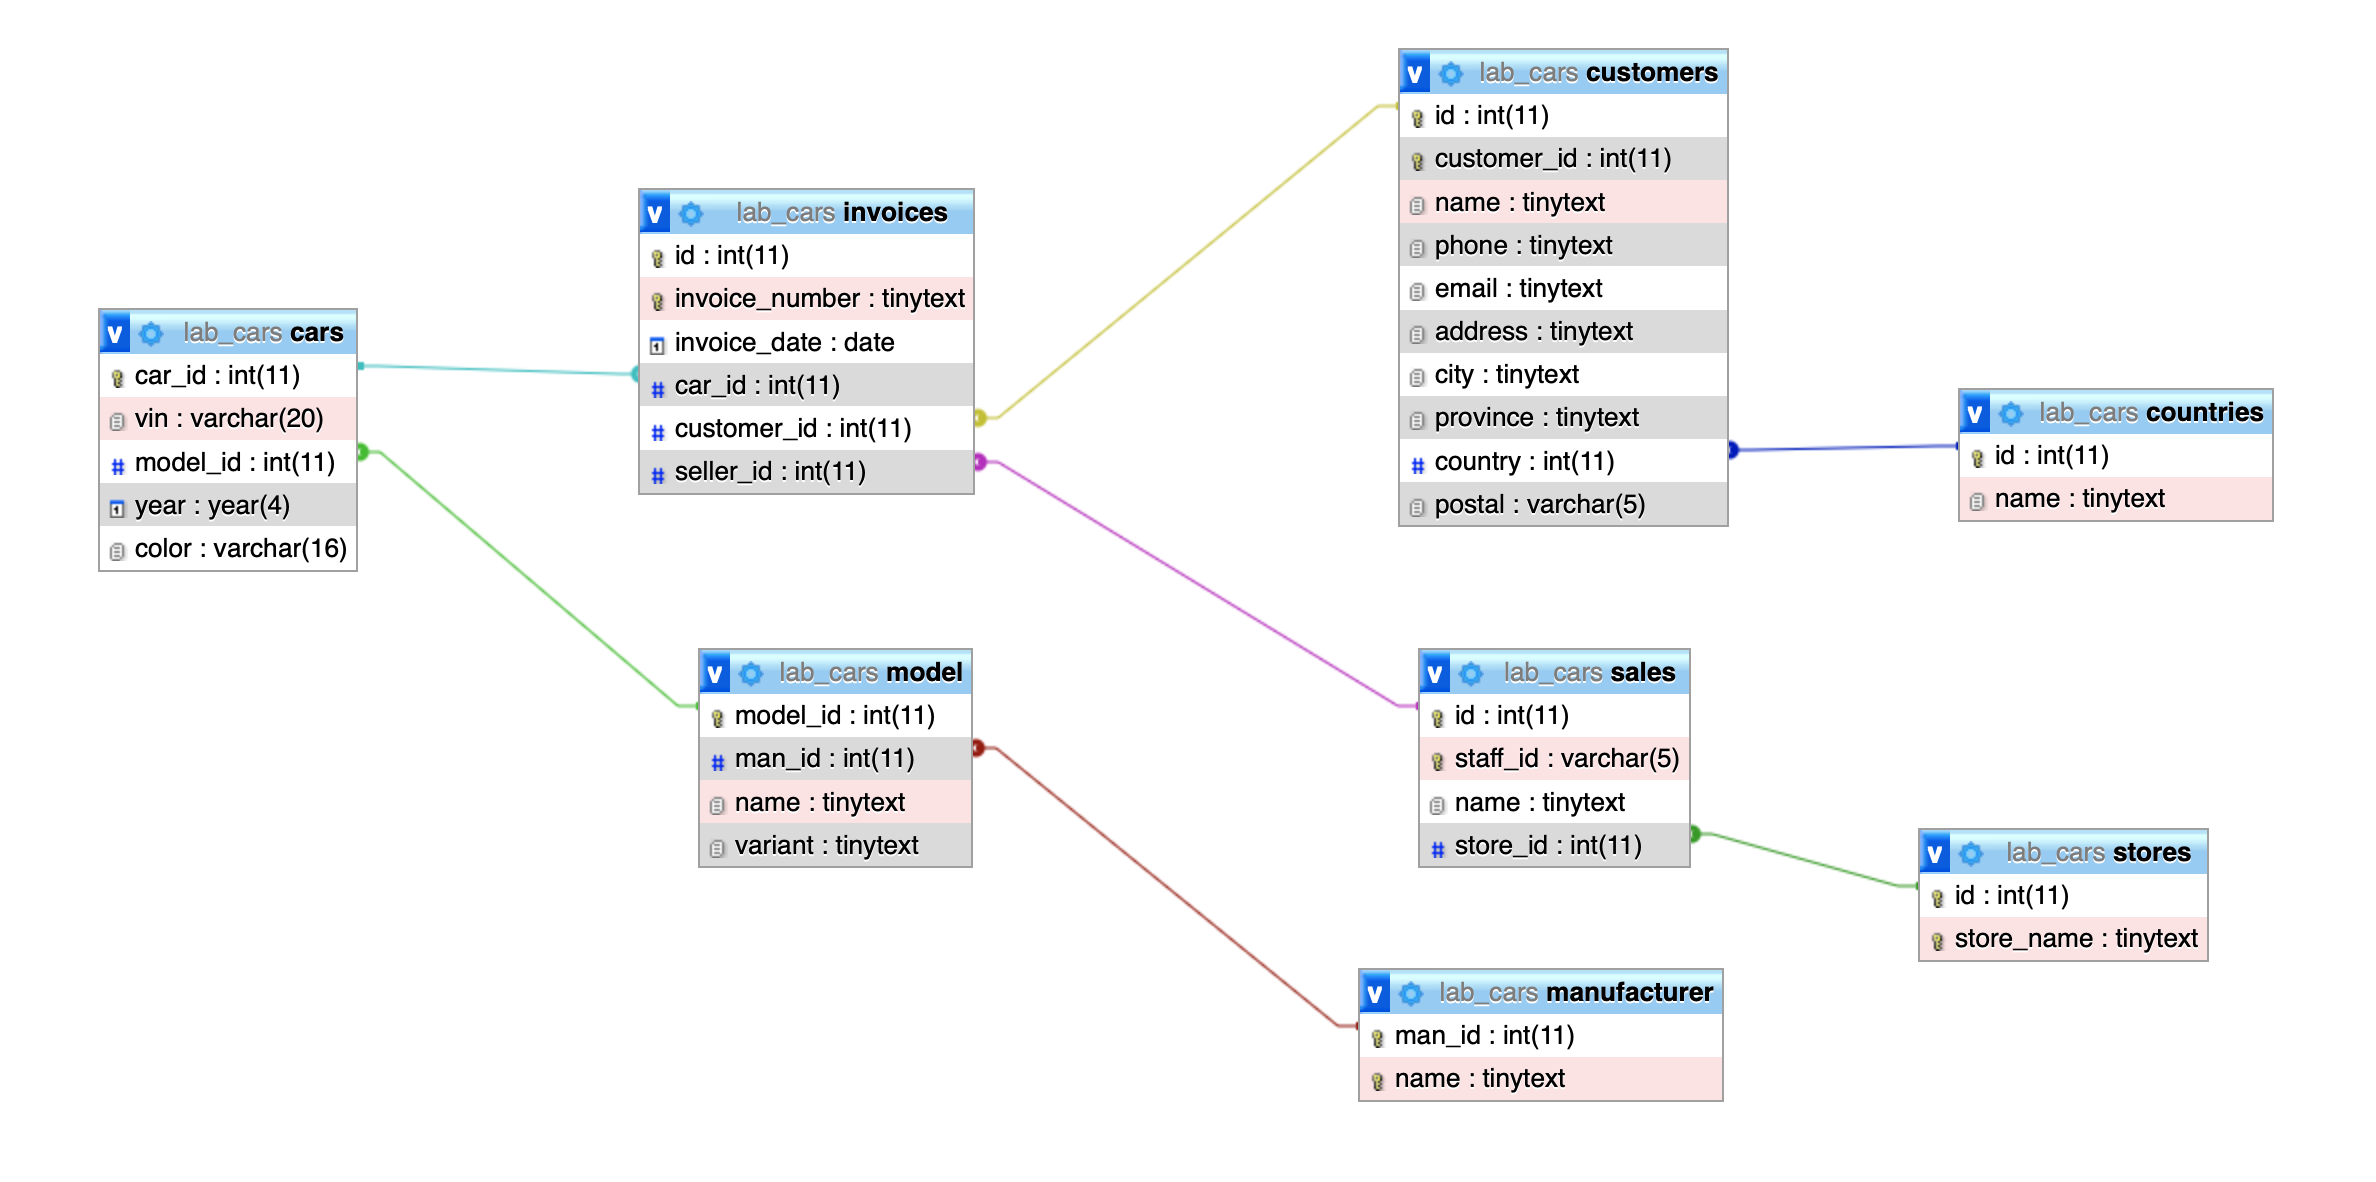 v lab_cars customers
id : int(11)
customer_id : int(11)
name : tinytext
phone : tinytext
email : tinytext
address : tinytext
city : tinytext
province : tinytext
country : int(11)
postal : varchar(5)
v lab_cars invoices
id : int(11)
invoice_number : tinytext
invoice_date : date
car_id : int(11)
customer_id : int(11)
seller_id : int(11)
v lab_cars cars
car_id : int(11)
vin : varchar(20)
model_id : int(11)
year : year(4)
color : varchar(16)
v lab_cars countries
id : int(11)
name : tinytext
v lab_cars model
model_id : int(11)
man_id : int(11)
name : tinytext
variant : tinytext
v lab_cars sales
id : int(11)
staff_id : varchar(5)
name : tinytext
store_id : int(11)
v lab_cars stores
id : int(11)
store_name : tinytext
v lab_cars manufacturer
man_id : int(11)
name : tinytext